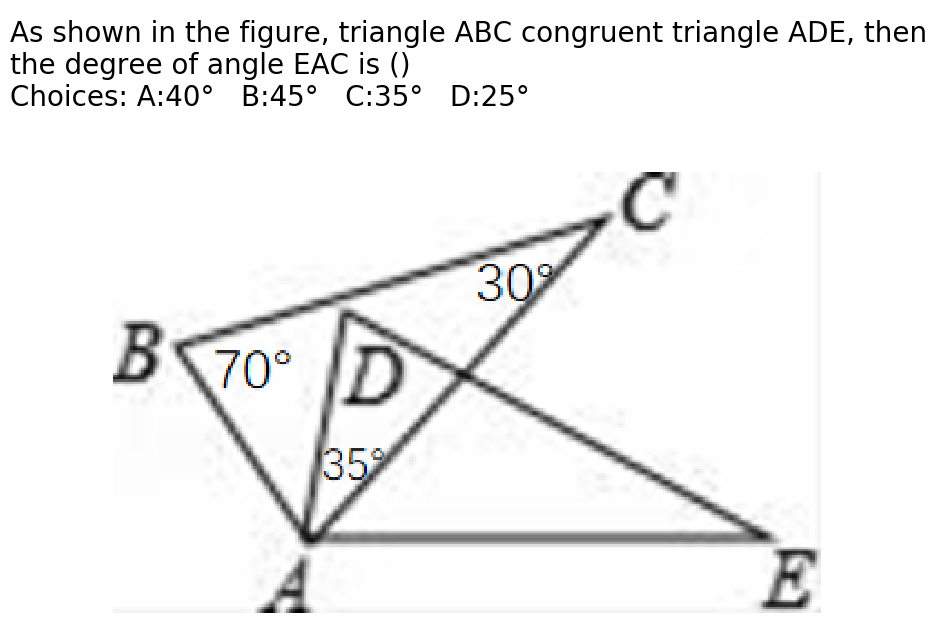 As shown in the figure, triangle ABC congruent triangle ADE, then
the degree of angle EAC is ()
Choices: A:40° B:45° C:35° D:25°
C
30°
B
70°
D
35°
A
E